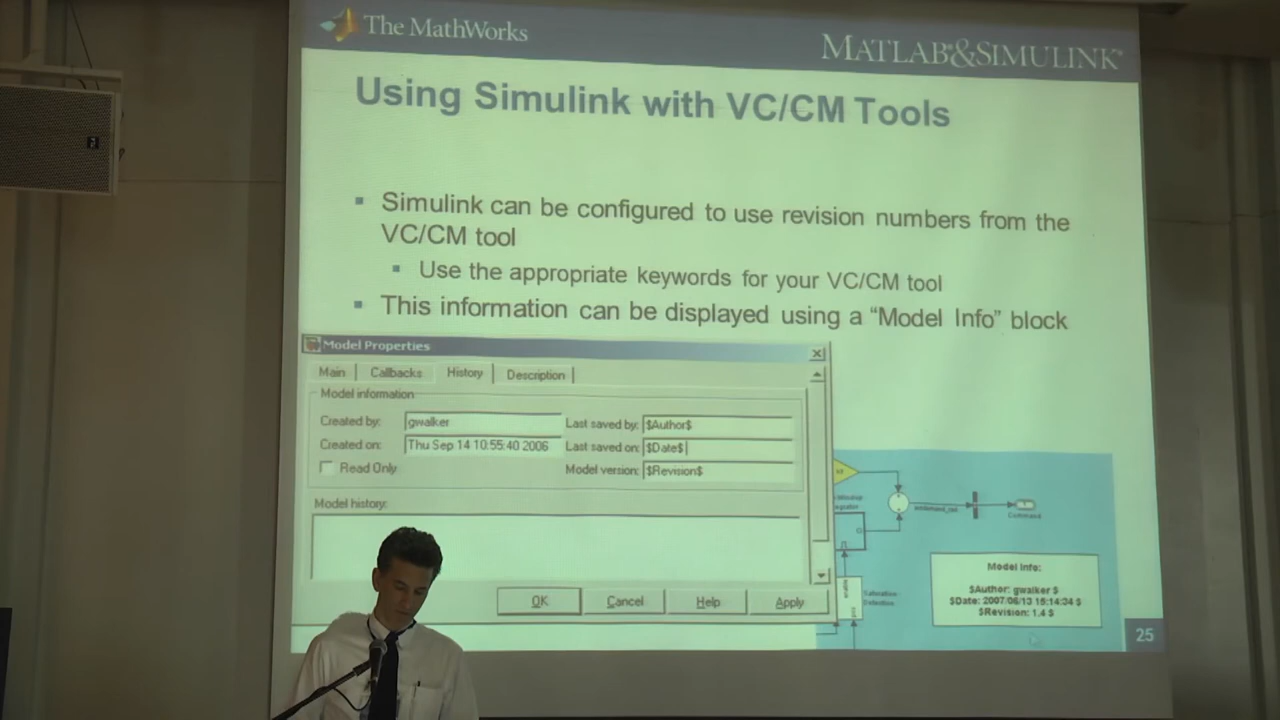 The MathWorks
MATLAB&SIMULINK®
Using Simulink with VC/CM Tools
Simulink can be configured to use revision numbers from the
VC/CM tool
Use the appropriate keywords for your VC/CM tool
This information can be displayed using a “Model Info” block
Model Properties
Main
Callbacks
History
Description
Model information
Created by: gwalker
Last saved by: $Author$
Created on: Thu Sep 14 10:55:40 2006
Last saved on: $Date$
Read Only
Model version: $Revision$
Model history:
OK
Cancel
Help
Apply
Command
enable
Saturation
Detection
Model Info:
$Author: gwalker $
$Date: 2007/06/13 15:14:34 $
$Revision: 1.4 $
25